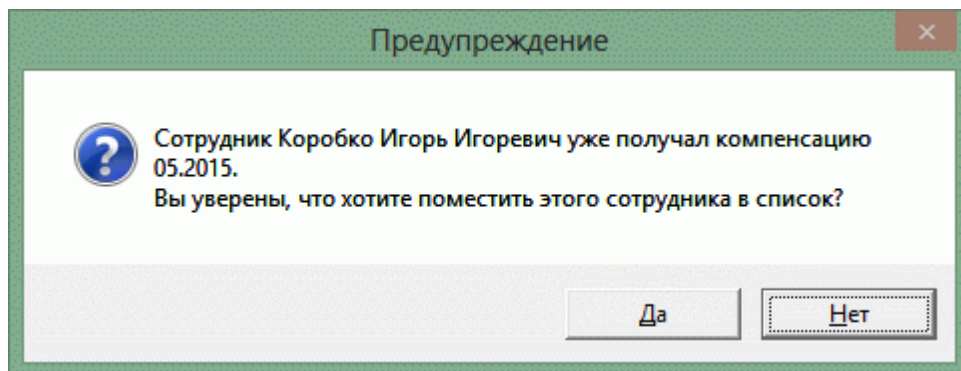 Предупреждение
Сотрудник Коробко Игорь Игоревич уже получал компенсацию
05.2015.
Вы уверены, что хотите поместить этого сотрудника в список?
Да
Нет